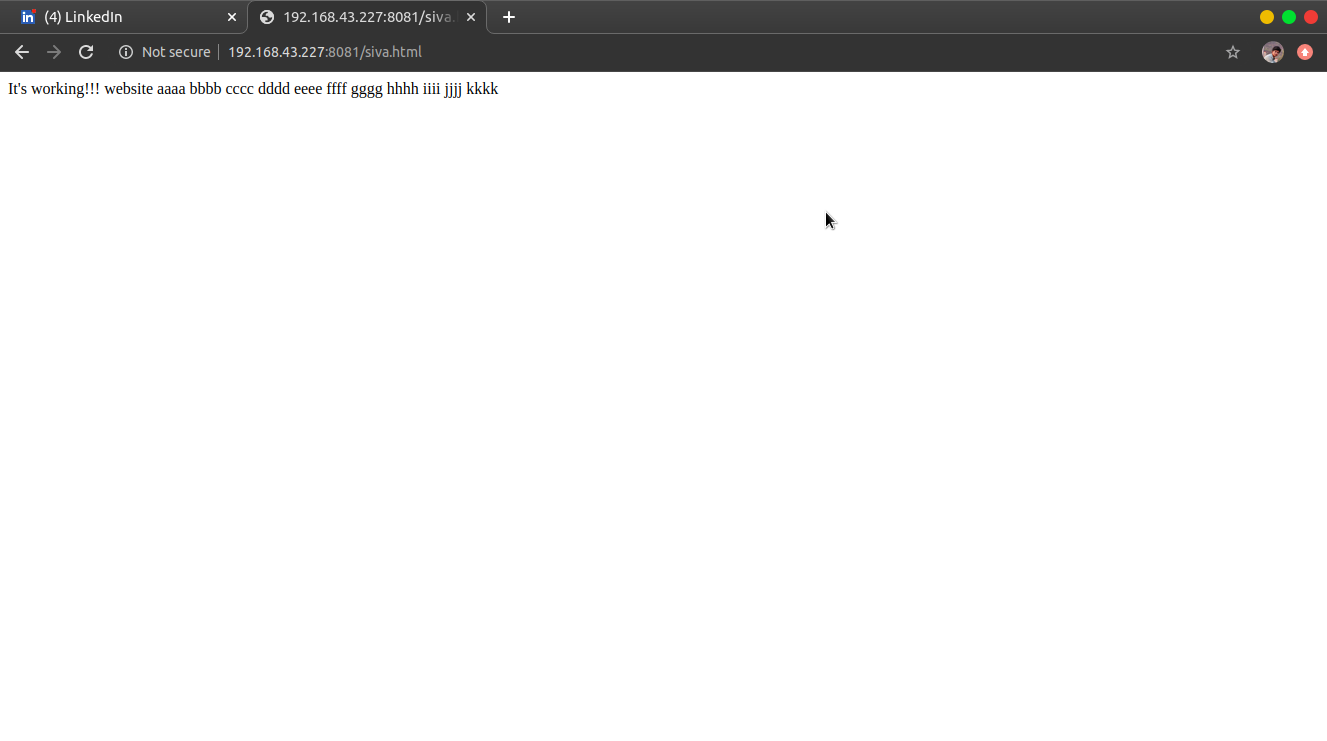 (4) LinkedIn
192.168.43.227:8081/siva.
Not secure
192.168.43.227:8081/siva.html
It's working!!! website aaaa bbbb cccc dddd eeee ffff gggg hhhh iiii jjjj kkkk